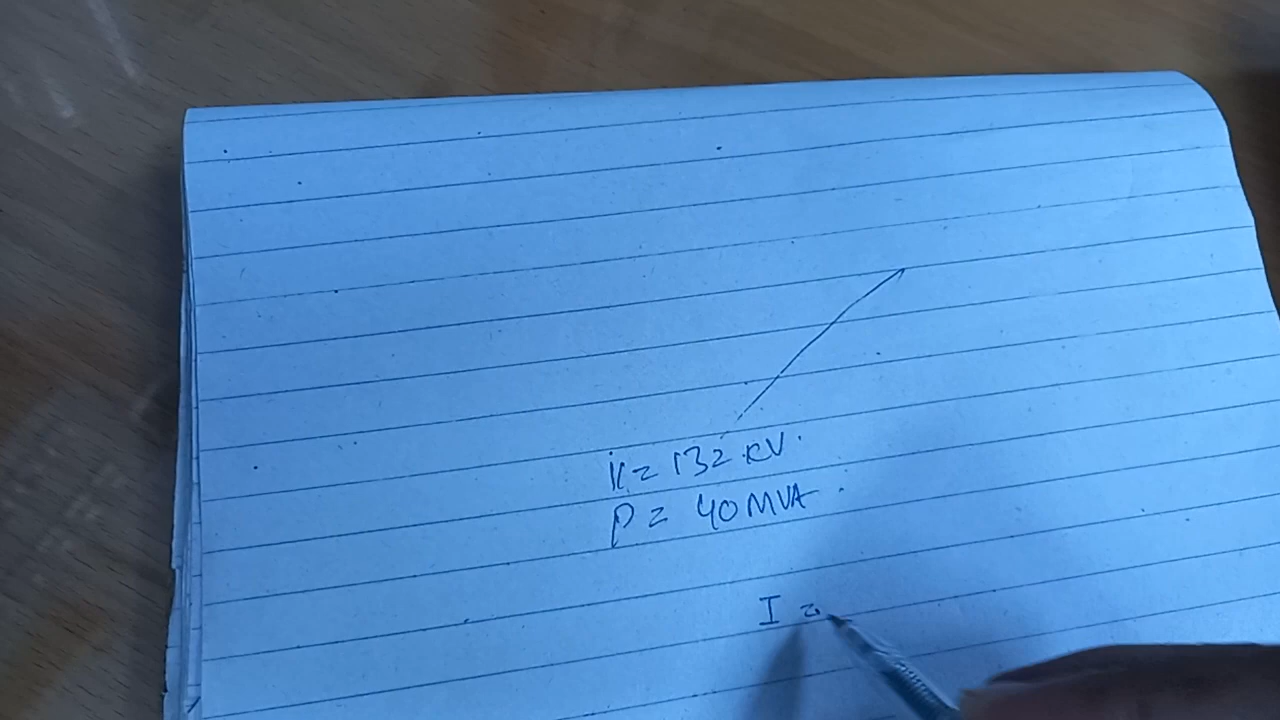 V = 132 KV.
P = 40 MVA.
I =